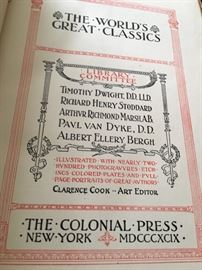 THE · WORLD'S
GREAT · CLASSICS
LIBRARY
COMMITTEE
TIMOTHY DWIGHT, D.D. LL.D.
RICHARD HENRY STODDARD
ARTHUR RICHMOND MARSH, A.B.
PAUL VAN DYKE, D.D.
ALBERT ELLERY BERGH
· ILLUSTRATED · WITH · NEARLY · TWO ·
HUNDRED · PHOTOGRAVURES · ETCH-
INGS · COLORED · PLATES · AND · FULL-
PAGE · PORTRAITS · OF · GREAT · AUTHORS ·
CLARENCE COOK — ART EDITOR
· THE · COLONIAL · PRESS ·
· NEW · YORK · MDCCCXCIX ·